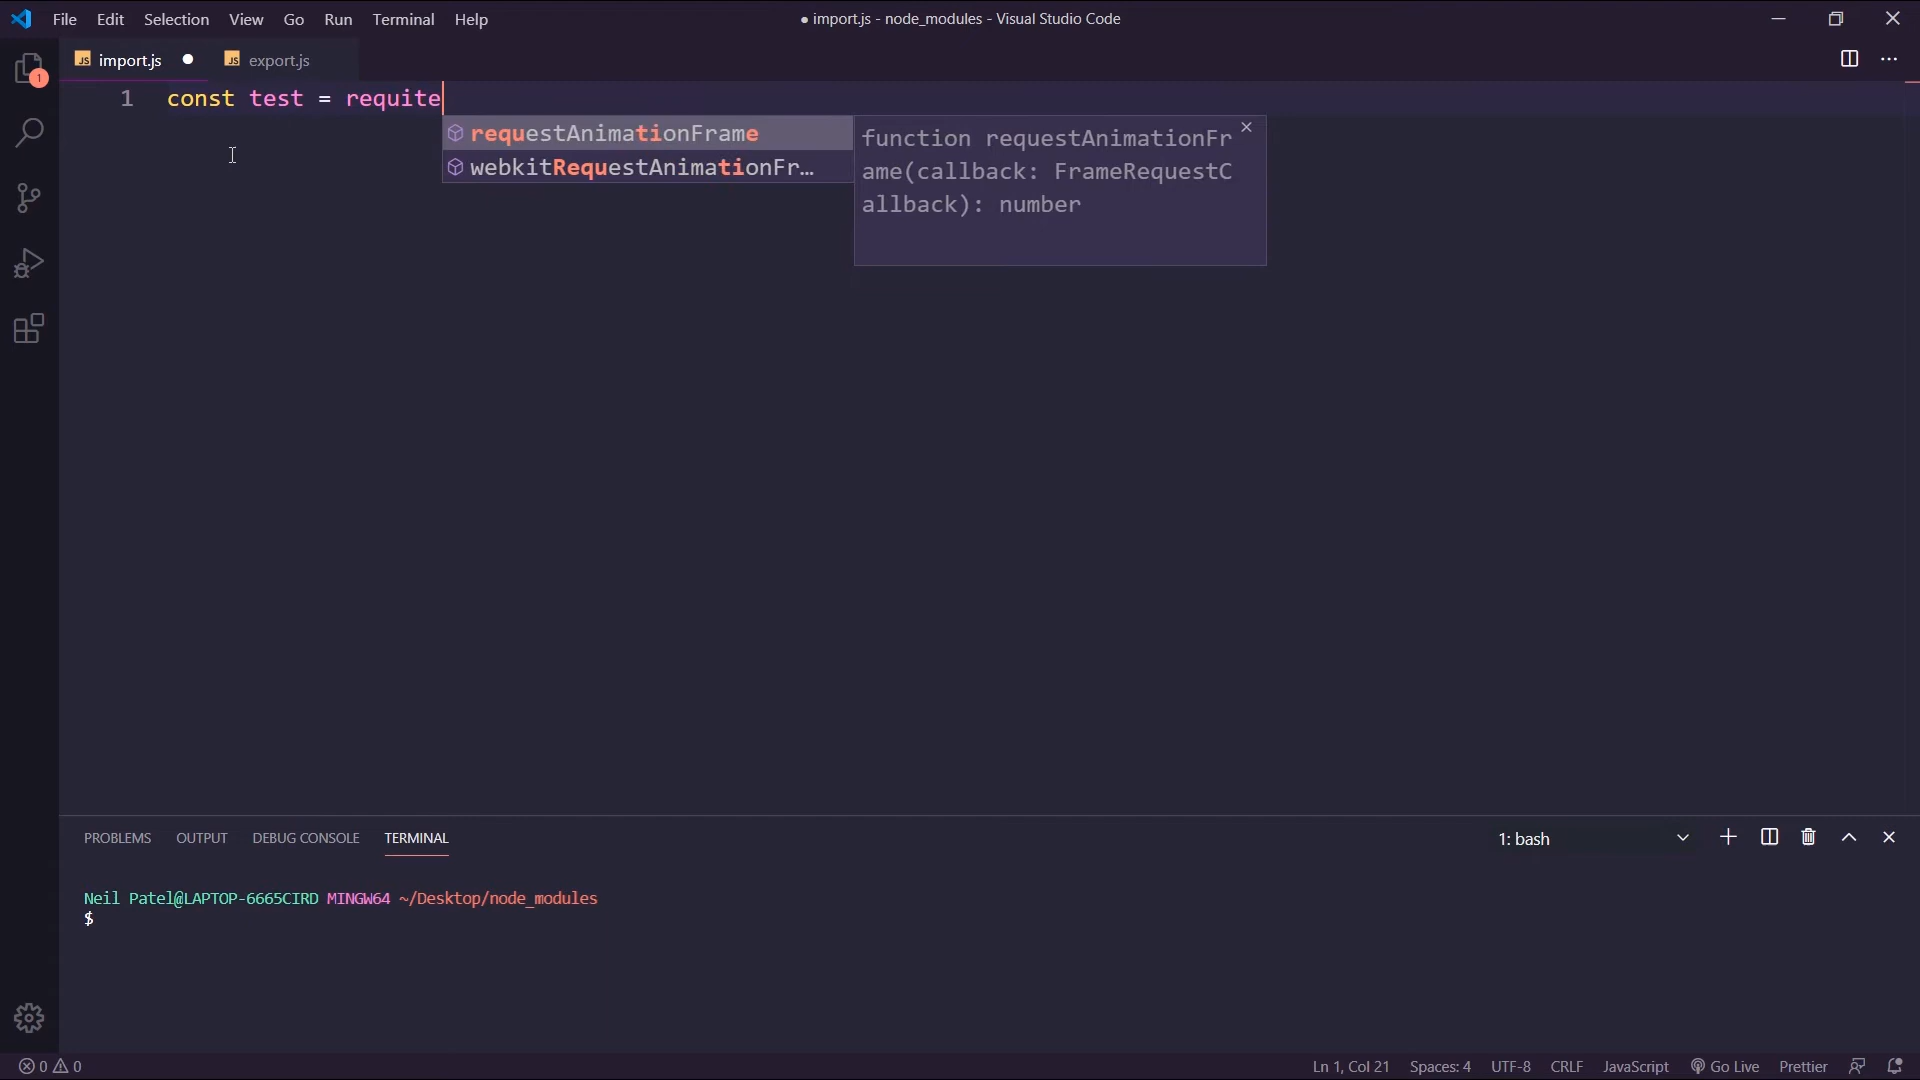 File Edit Selection View Go Run Terminal Help
● import.js - node_modules - Visual Studio Code
JS import.js ● JS export.js
1
1 const test = requite
requestAnimationFrame
webkitRequestAnimationFr…
function requestAnimationFr
ame(callback: FrameRequestC
allback): number
PROBLEMS OUTPUT DEBUG CONSOLE TERMINAL
1: bash
Neil Patel@LAPTOP-6665CIRD MINGW64 ~/Desktop/node_modules
$
0 0
Ln 1, Col 21 Spaces: 4 UTF-8 CRLF JavaScript Go Live Prettier